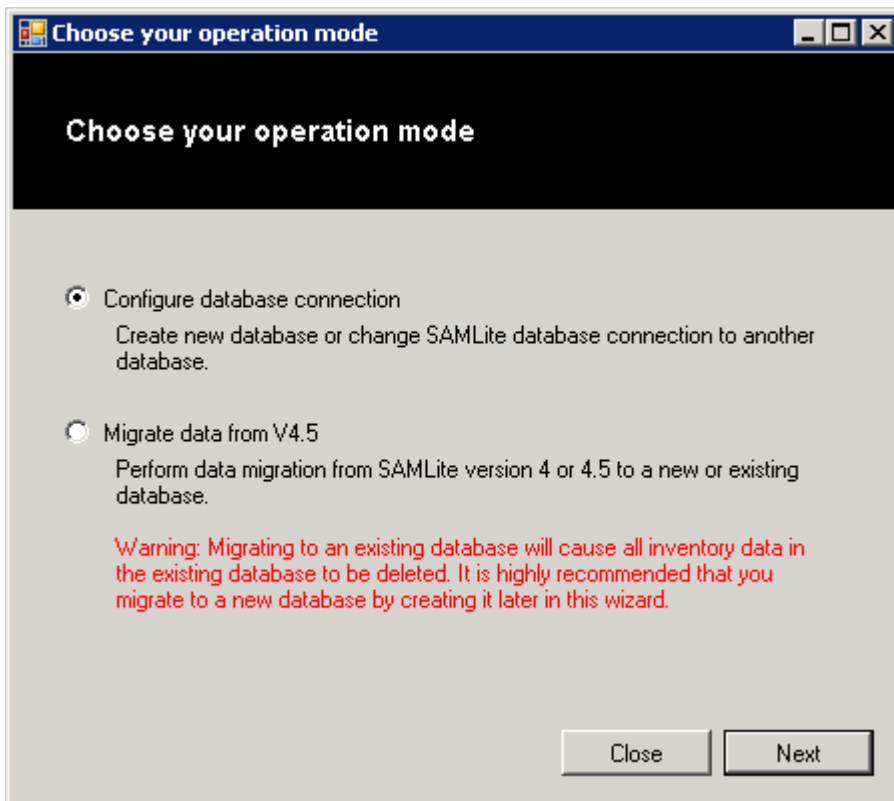 Choose your operation mode
Choose your operation mode
Configure database connection
Create new database or change SAMLite database connection to another
database.
Migrate data from V4.5
Perform data migration from SAMLite version 4 or 4.5 to a new or existing
database.
Warning: Migrating to an existing database will cause all inventory data in
the existing database to be deleted. It is highly recommended that you
migrate to a new database by creating it later in this wizard.
Close
Next